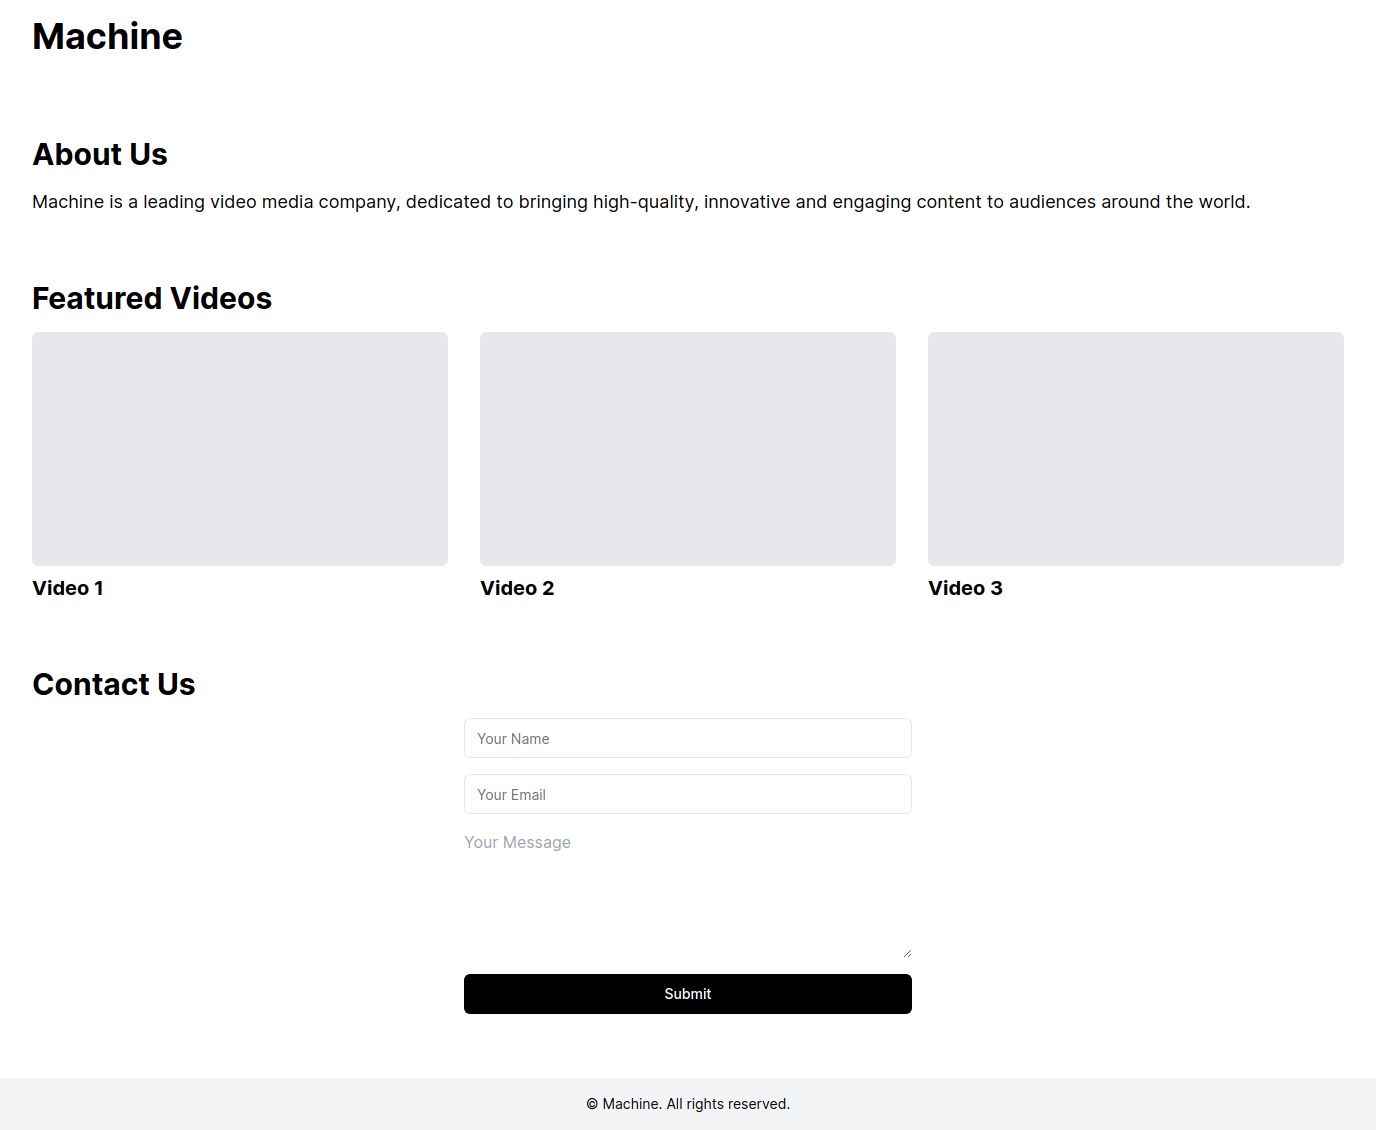 Machine
About Us
Machine is a leading video media company, dedicated to bringing high-quality, innovative and engaging content to audiences around the world.
Featured Videos
Video 1
Video 2
Video 3
Contact Us
Your Name
Your Email
Your Message
Submit
© Machine. All rights reserved.